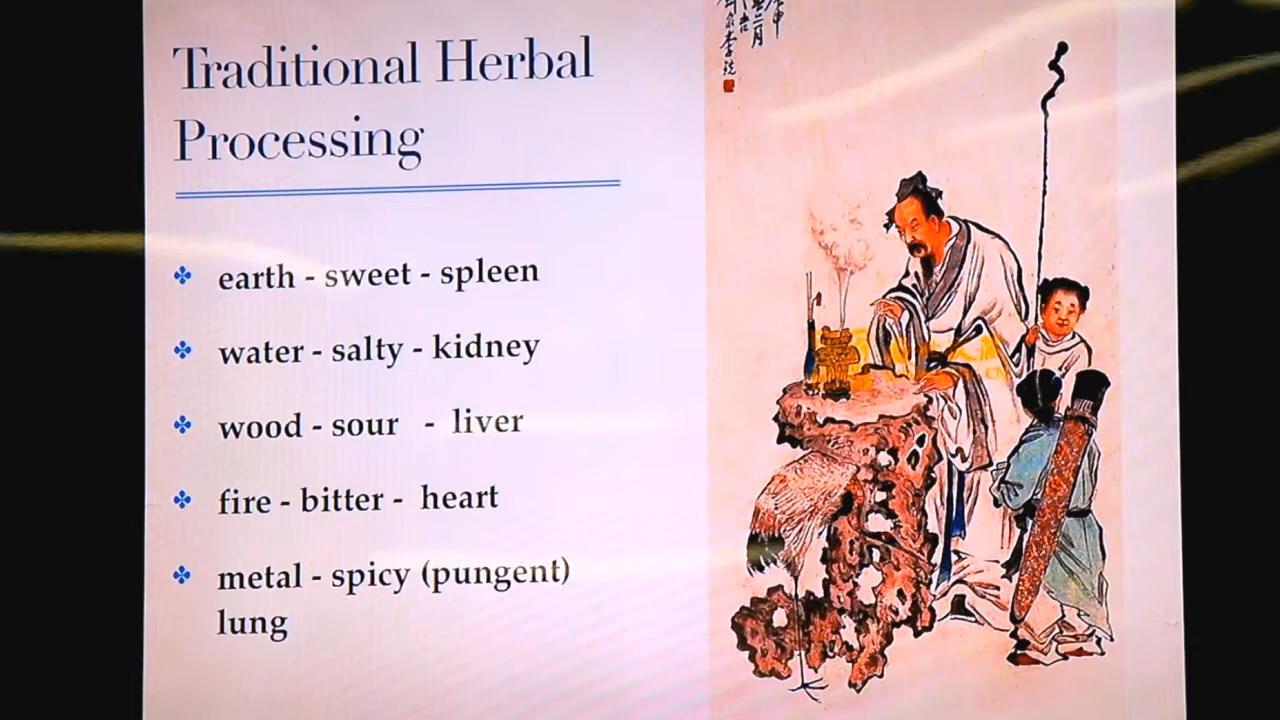 Traditional Herbal
Processing
earth - sweet - spleen
water - salty - kidney
wood - sour - liver
fire - bitter - heart
metal - spicy (pungent)
lung